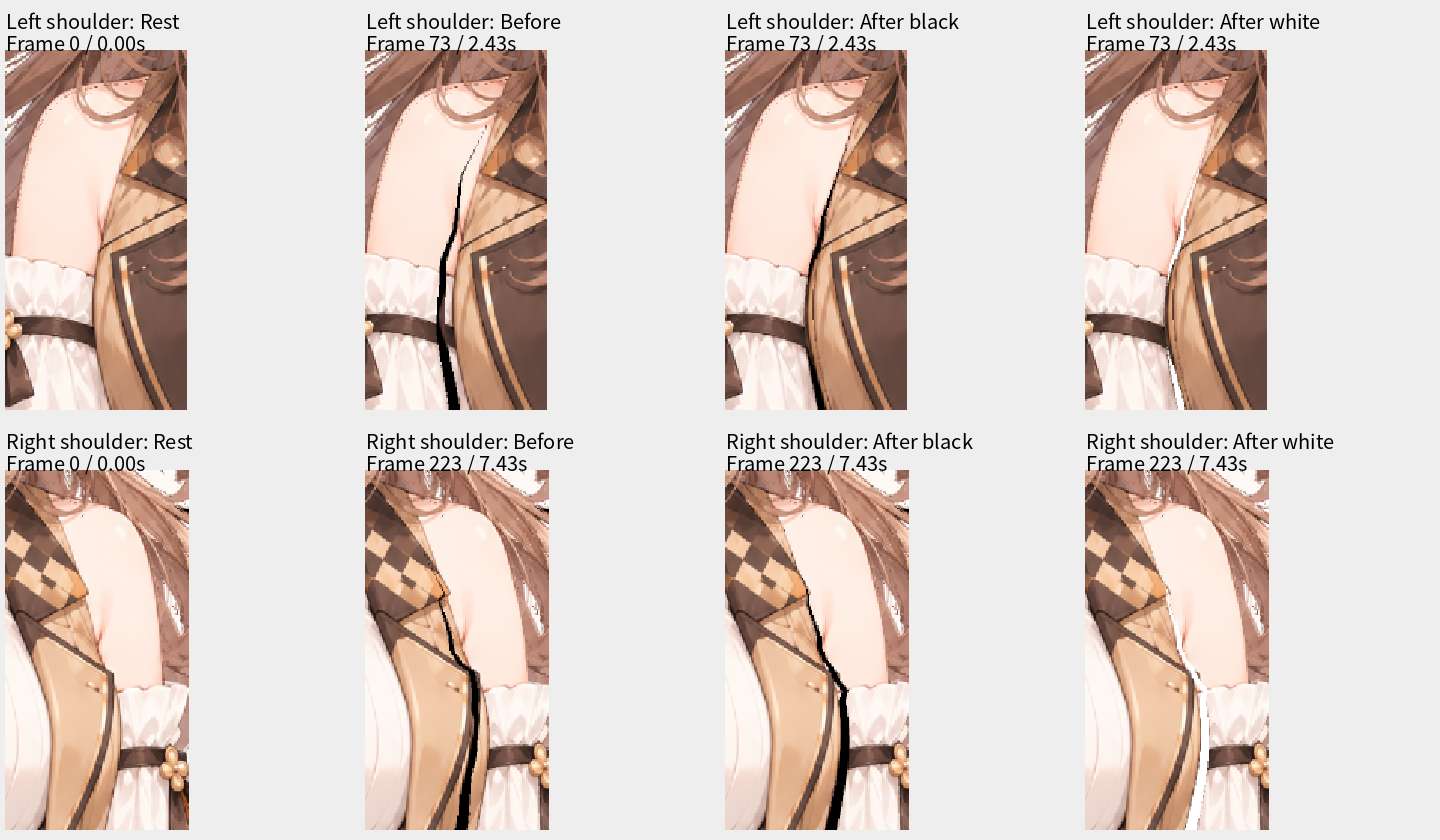 Left shoulder: Rest
Frame 0 / 0.00s
Left shoulder: Before
Frame 73 / 2.43s
Left shoulder: After black
Frame 73 / 2.43s
Left shoulder: After white
Frame 73 / 2.43s
Right shoulder: Rest
Frame 0 / 0.00s
Right shoulder: Before
Frame 223 / 7.43s
Right shoulder: After black
Frame 223 / 7.43s
Right shoulder: After white
Frame 223 / 7.43s